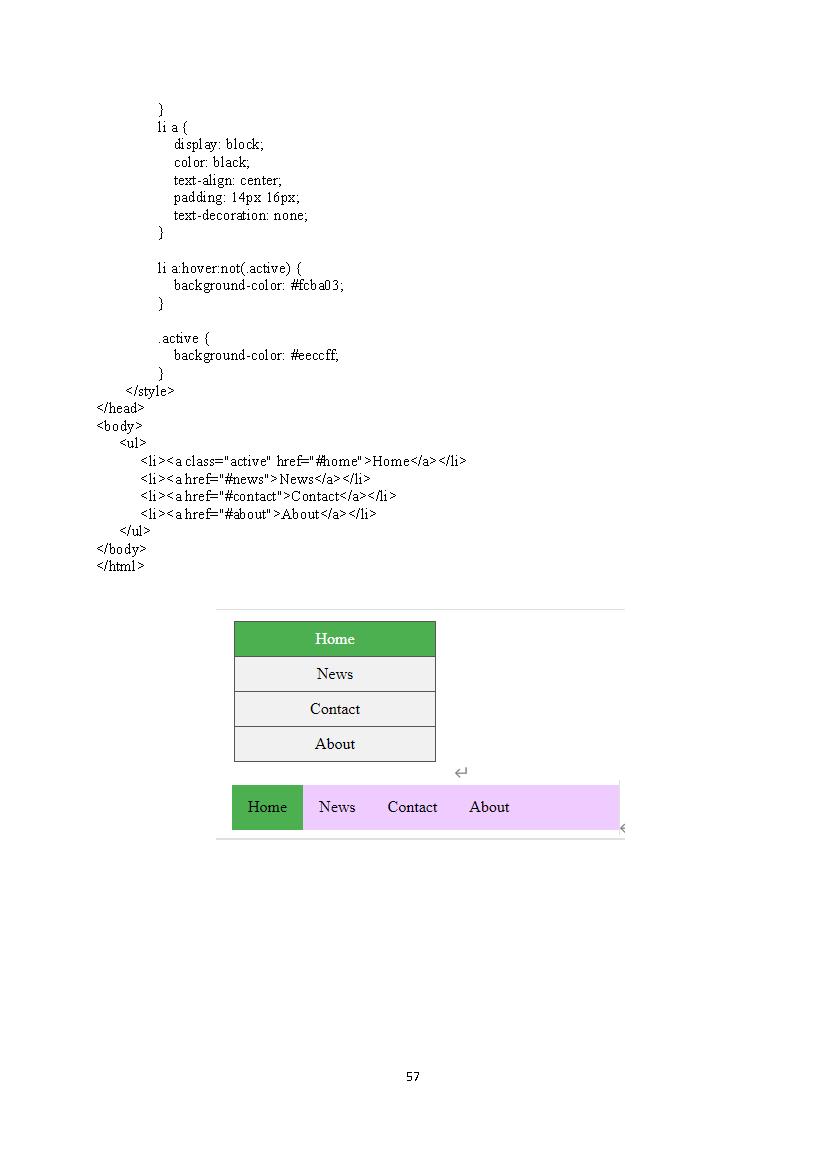 }
li a {
display: block;
color: black;
text-align: center;
padding: 14px 16px;
text-decoration: none;
}
li a:hover:not(.active) {
background-color: #fcba03;
}
.active {
background-color: #eeccff;
}
</style>
</head>
<body>
<ul>
<li><a class="active" href="#home">Home</a></li>
<li><a href="#news">News</a></li>
<li><a href="#contact">Contact</a></li>
<li><a href="#about">About</a></li>
</ul>
</body>
</html>
Home
News
Contact
About
Home News Contact About
57